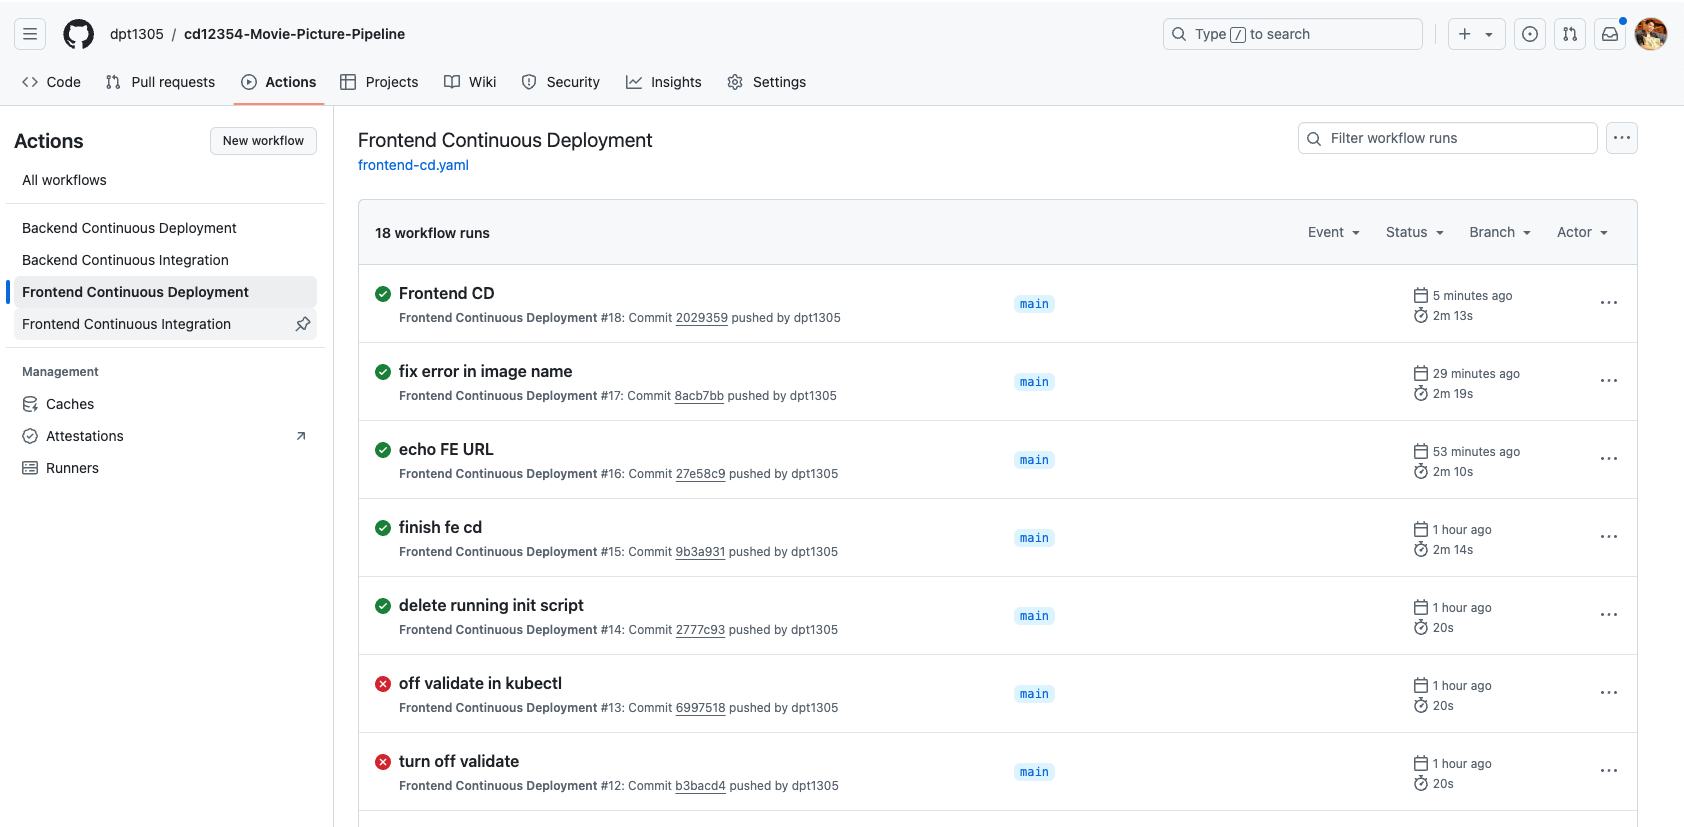 dpt1305 / cd12354-Movie-Picture-Pipeline
Type / to search
Code Pull requests Actions Projects Wiki Security Insights Settings
Actions
New workflow
All workflows
Backend Continuous Deployment
Backend Continuous Integration
Frontend Continuous Deployment
Frontend Continuous Integration
Management
Caches
Attestations
Runners
Frontend Continuous Deployment
frontend-cd.yaml
Filter workflow runs
18 workflow runs
Event Status Branch Actor
Frontend CD
Frontend Continuous Deployment #18: Commit 2029359 pushed by dpt1305
main
5 minutes ago
2m 13s
fix error in image name
Frontend Continuous Deployment #17: Commit 8acb7bb pushed by dpt1305
main
29 minutes ago
2m 19s
echo FE URL
Frontend Continuous Deployment #16: Commit 27e58c9 pushed by dpt1305
main
53 minutes ago
2m 10s
finish fe cd
Frontend Continuous Deployment #15: Commit 9b3a931 pushed by dpt1305
main
1 hour ago
2m 14s
delete running init script
Frontend Continuous Deployment #14: Commit 2777c93 pushed by dpt1305
main
1 hour ago
20s
off validate in kubectl
Frontend Continuous Deployment #13: Commit 6997518 pushed by dpt1305
main
1 hour ago
20s
turn off validate
Frontend Continuous Deployment #12: Commit b3bacd4 pushed by dpt1305
main
1 hour ago
20s